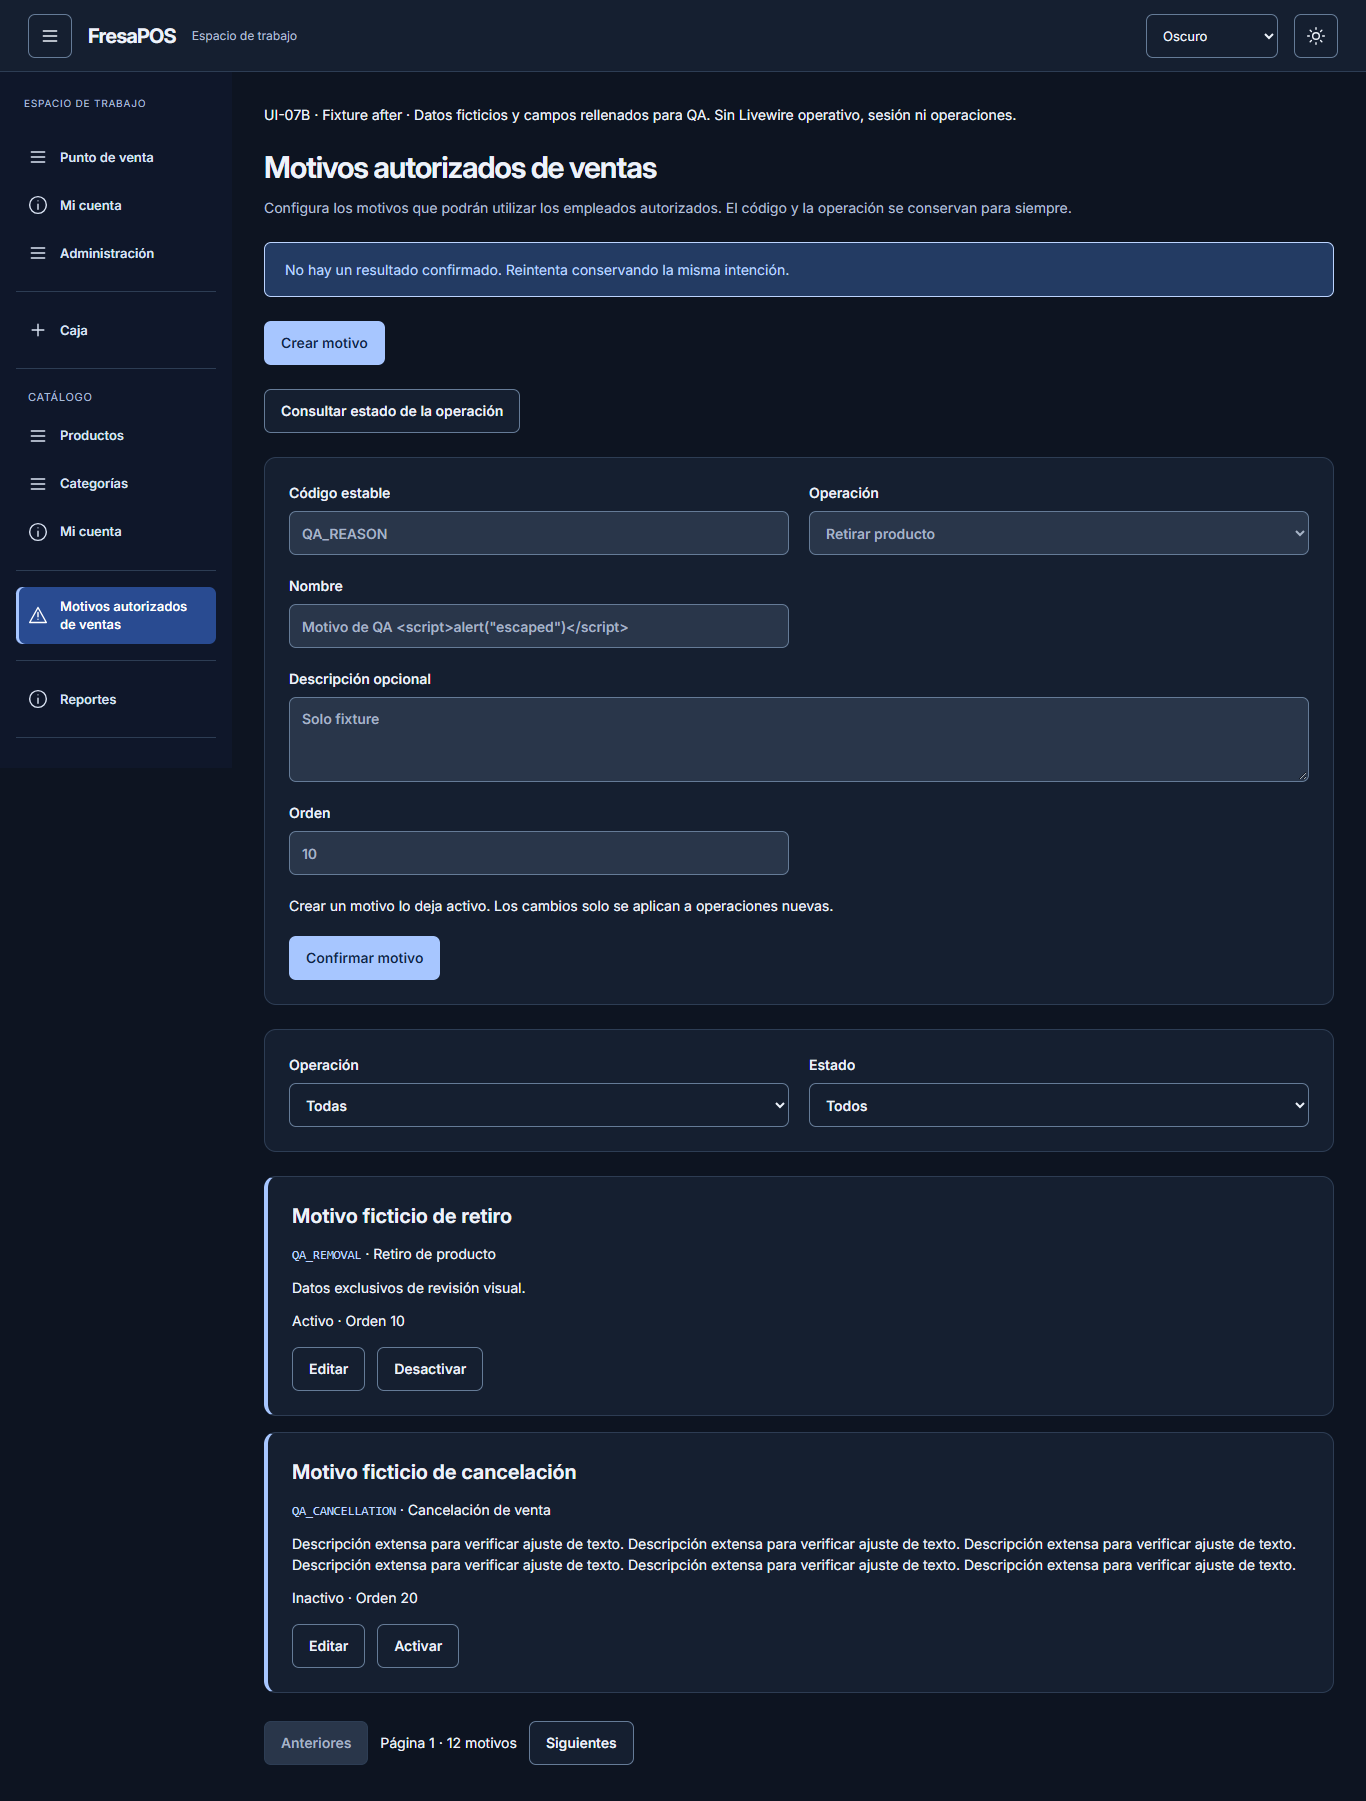 FresaPOS
Espacio de trabajo
Oscuro
ESPACIO DE TRABAJO
Punto de venta
Mi cuenta
Administración
Caja
CATÁLOGO
Productos
Categorías
Mi cuenta
Motivos autorizados
de ventas
Reportes
UI-07B · Fixture after · Datos ficticios y campos rellenados para QA. Sin Livewire operativo, sesión ni operaciones.
Motivos autorizados de ventas
Configura los motivos que podrán utilizar los empleados autorizados. El código y la operación se conservan para siempre.
No hay un resultado confirmado. Reintenta conservando la misma intención.
Crear motivo
Consultar estado de la operación
Código estable
QA_REASON
Operación
Retirar producto
Nombre
Motivo de QA <script>alert("escaped")</script>
Descripción opcional
Solo fixture
Orden
10
Crear un motivo lo deja activo. Los cambios solo se aplican a operaciones nuevas.
Confirmar motivo
Operación
Todas
Estado
Todos
Motivo ficticio de retiro
QA_REMOVAL · Retiro de producto
Datos exclusivos de revisión visual.
Activo · Orden 10
Editar
Desactivar
Motivo ficticio de cancelación
QA_CANCELLATION · Cancelación de venta
Descripción extensa para verificar ajuste de texto. Descripción extensa para verificar ajuste de texto. Descripción extensa para verificar ajuste de texto.
Descripción extensa para verificar ajuste de texto. Descripción extensa para verificar ajuste de texto. Descripción extensa para verificar ajuste de texto.
Inactivo · Orden 20
Editar
Activar
Anteriores
Página 1 · 12 motivos
Siguientes